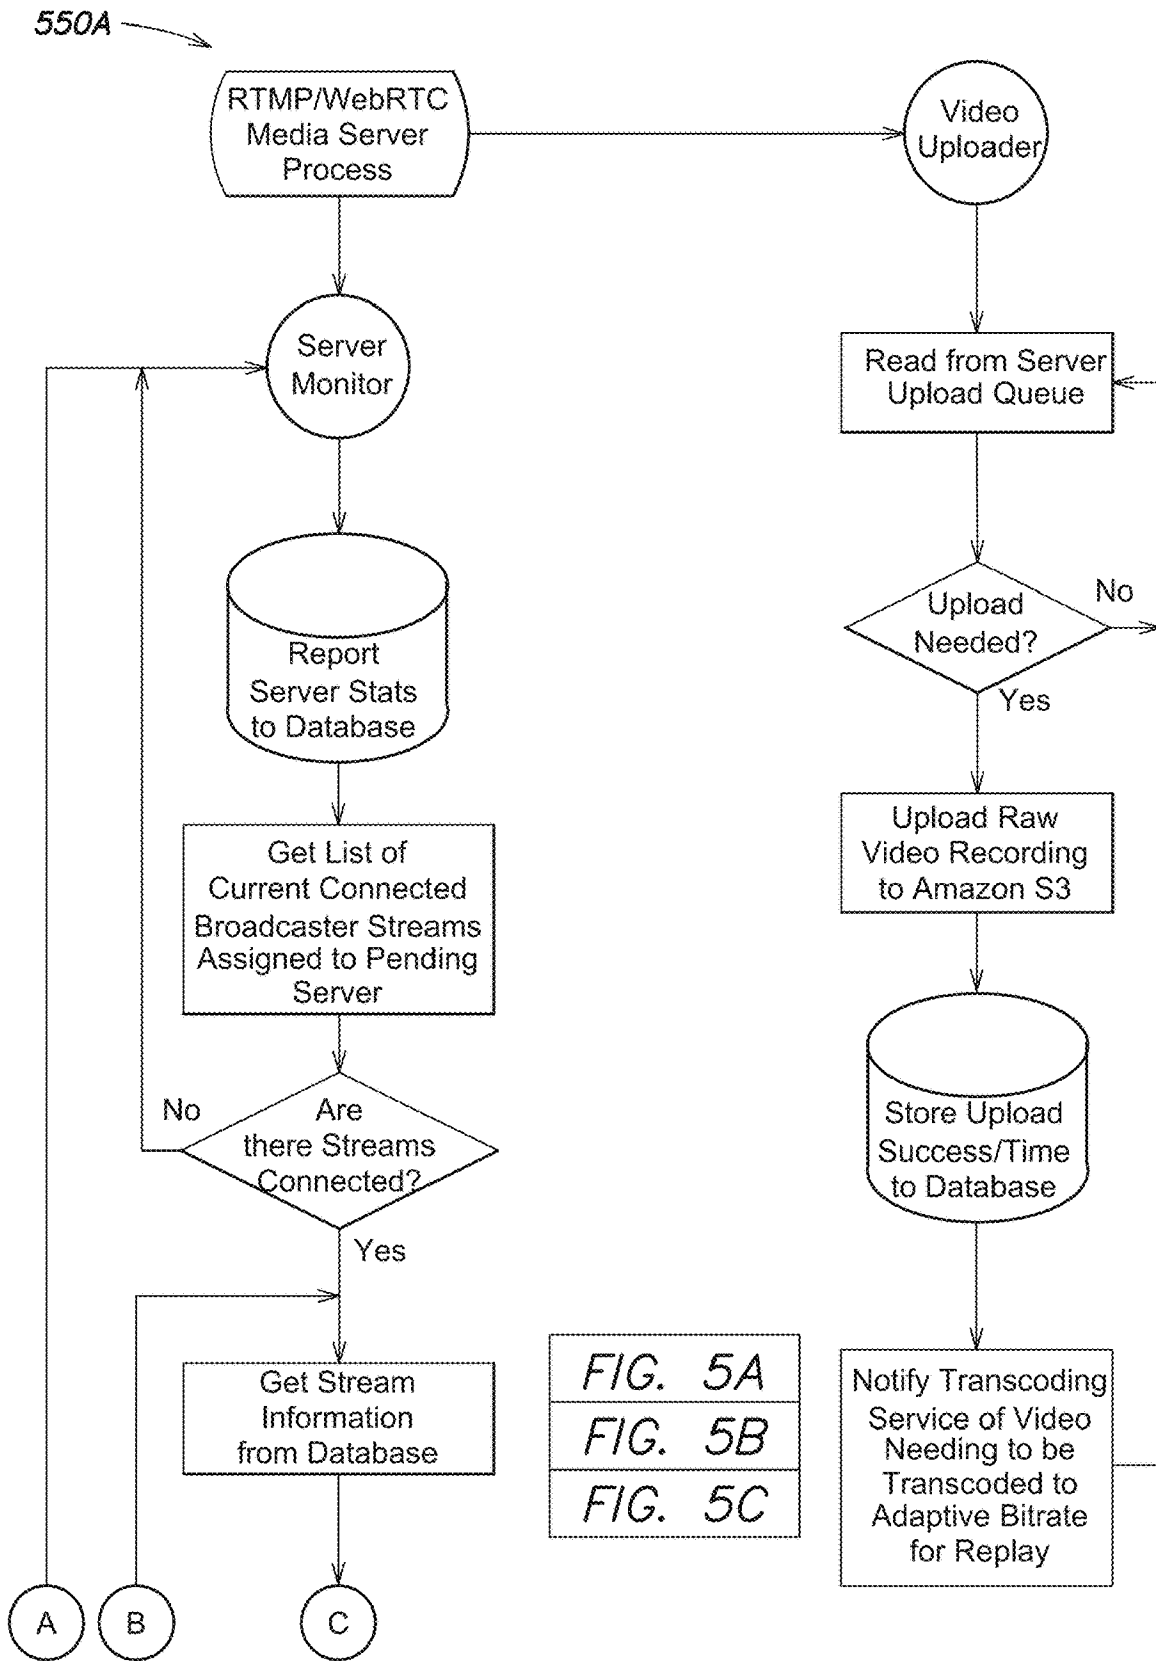 550A
RTMP/WebRTC
Media Server
Process
Video
Uploader
Server
Monitor
Read from Server
Upload Queue
Report
Server Stats
to Database
Upload
Needed?
No
Yes
Get List of
Current Connected
Broadcaster Streams
Assigned to Pending
Server
Upload Raw
Video Recording
to Amazon S3
No
Are
there Streams
Connected?
Yes
Store Upload
Success/Time
to Database
Get Stream
Information
from Database
FIG. 5A
FIG. 5B
FIG. 5C
Notify Transcoding
Service of Video
Needing to be
Transcoded to
Adaptive Bitrate
for Replay
A
B
C